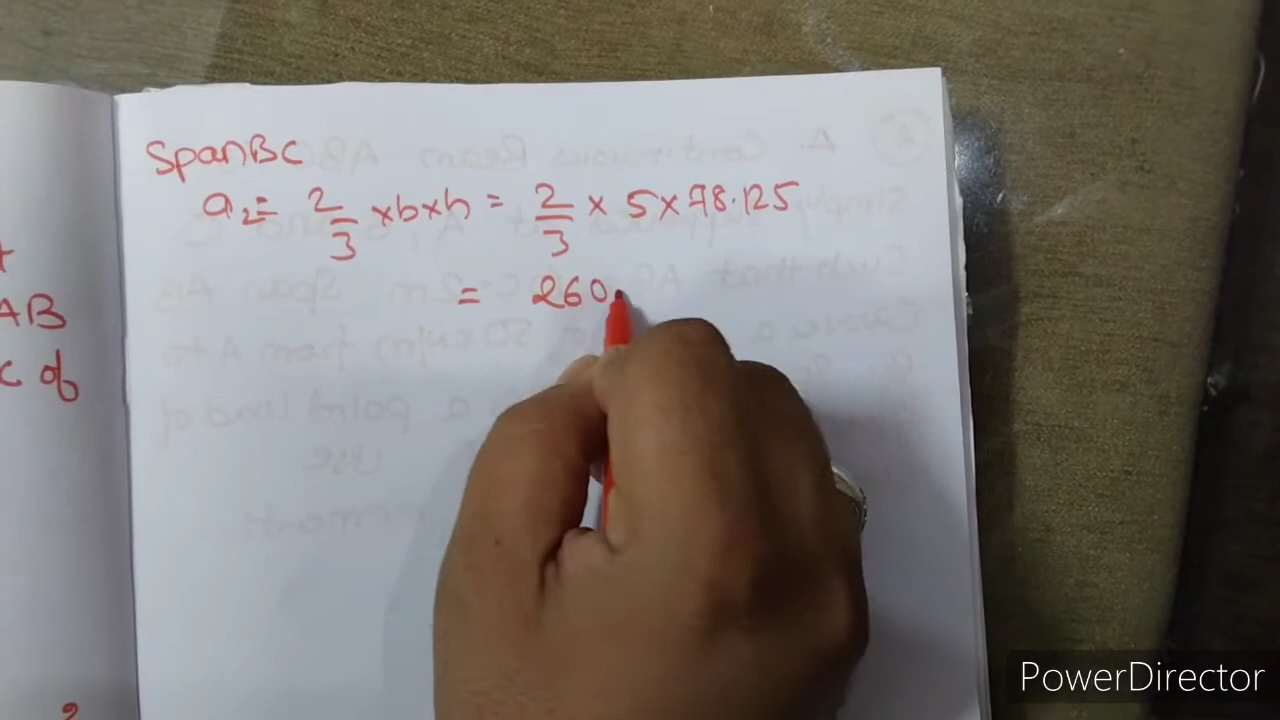 Span BC
a2 = 2/3 × b × h = 2/3 × 5 × 78.125
= 260.
AB
C of
PowerDirector